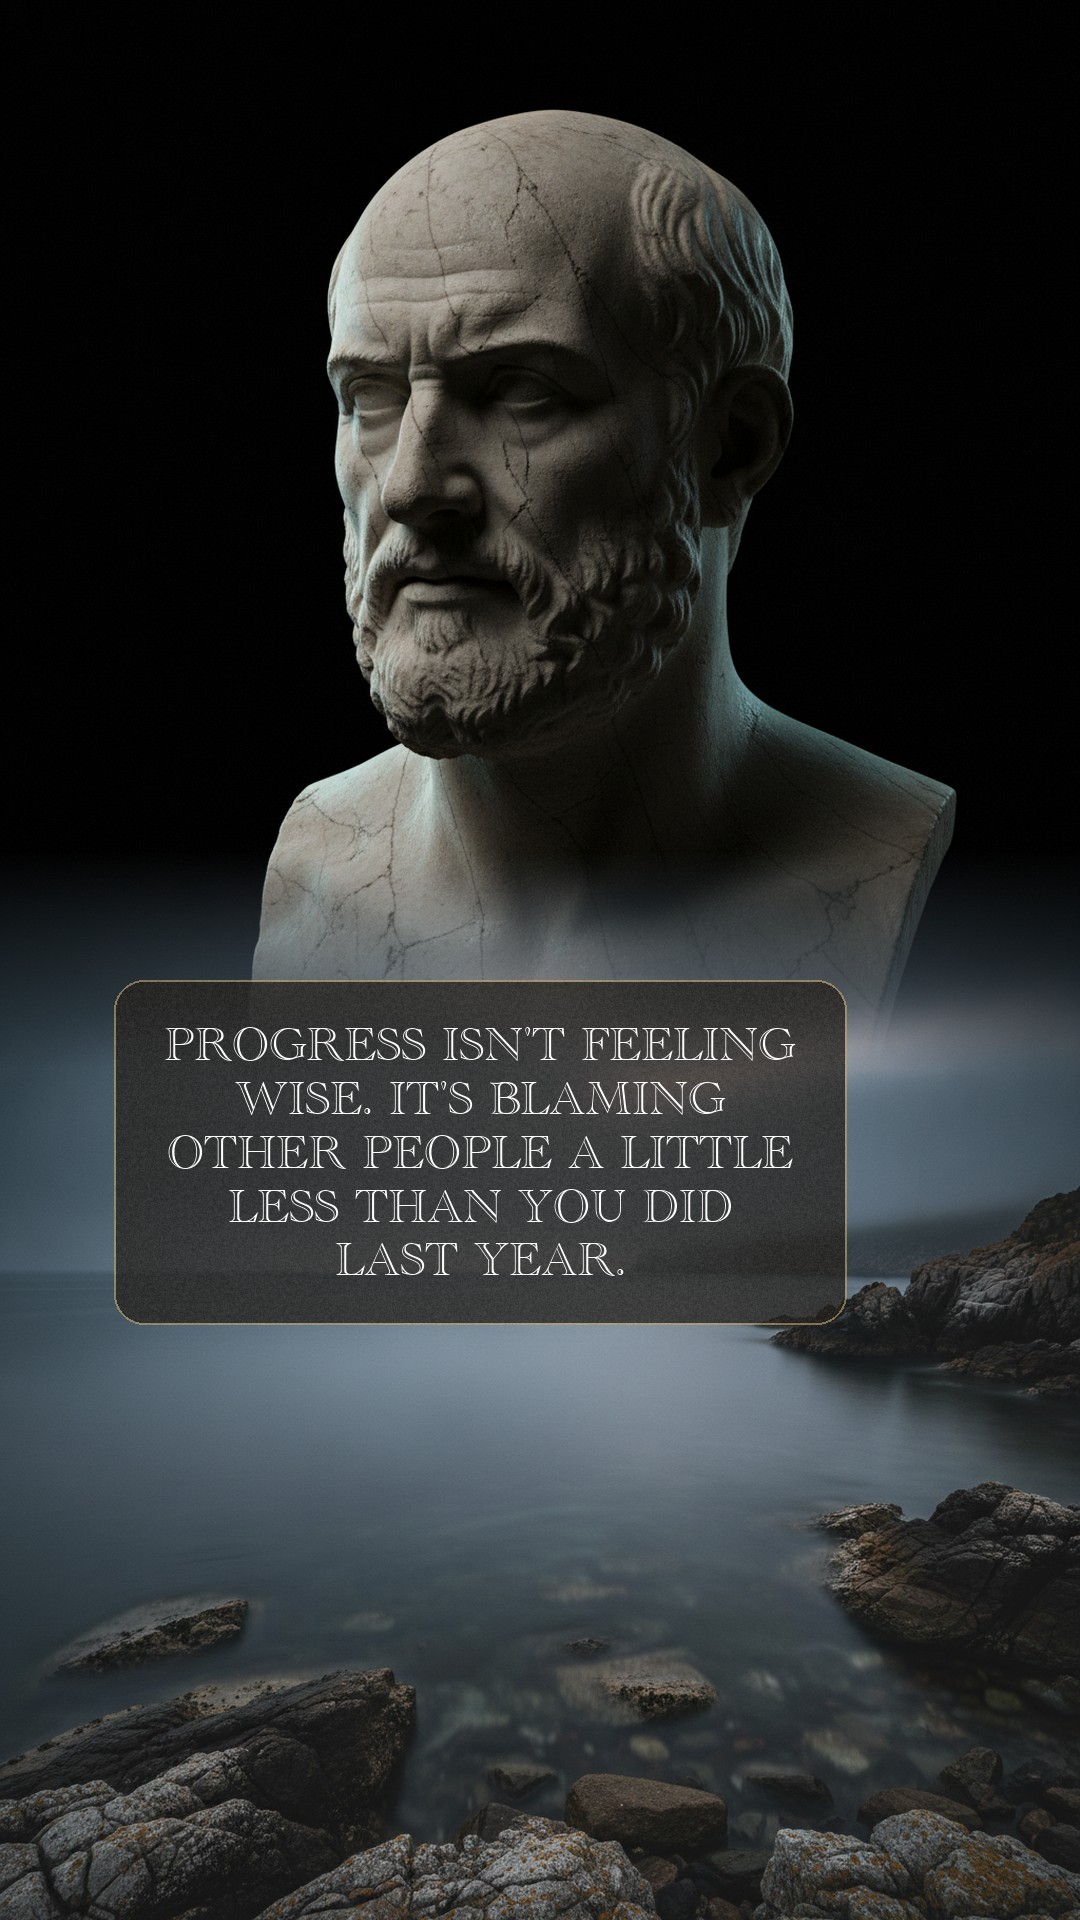 PROGRESS ISN'T FEELING
WISE. IT'S BLAMING
OTHER PEOPLE A LITTLE
LESS THAN YOU DID
LAST YEAR.